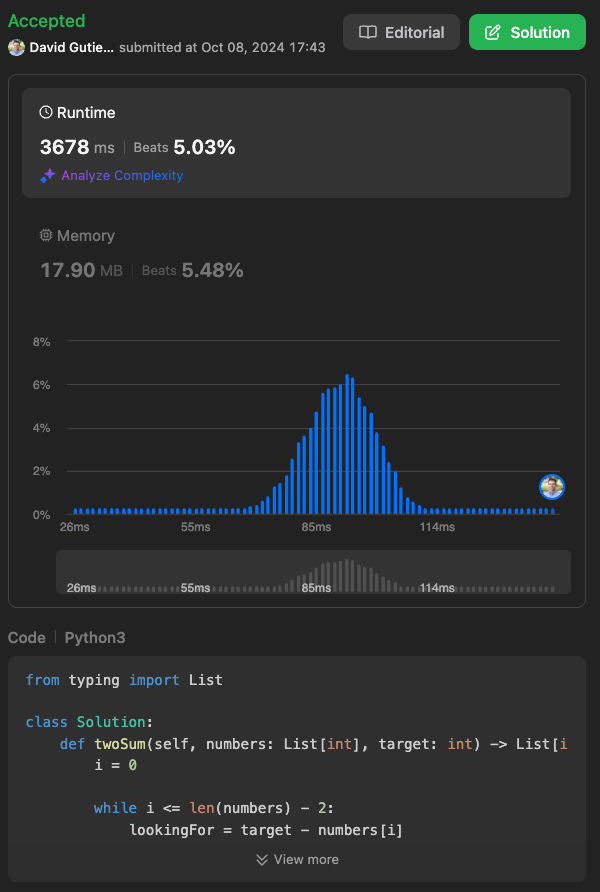 Accepted
David Gutie... submitted at Oct 08, 2024 17:43
Editorial
Solution
Runtime
3678 ms | Beats 5.03%
Analyze Complexity
Memory
17.90 MB | Beats 5.48%
8%
6%
4%
2%
0%
26ms 55ms 85ms 114ms
26ms 55ms 85ms 114ms
Code | Python3
from typing import List
class Solution:
    def twoSum(self, numbers: List[int], target: int) -> List[i
        i = 0
        while i <= len(numbers) - 2:
            lookingFor = target - numbers[i]
View more